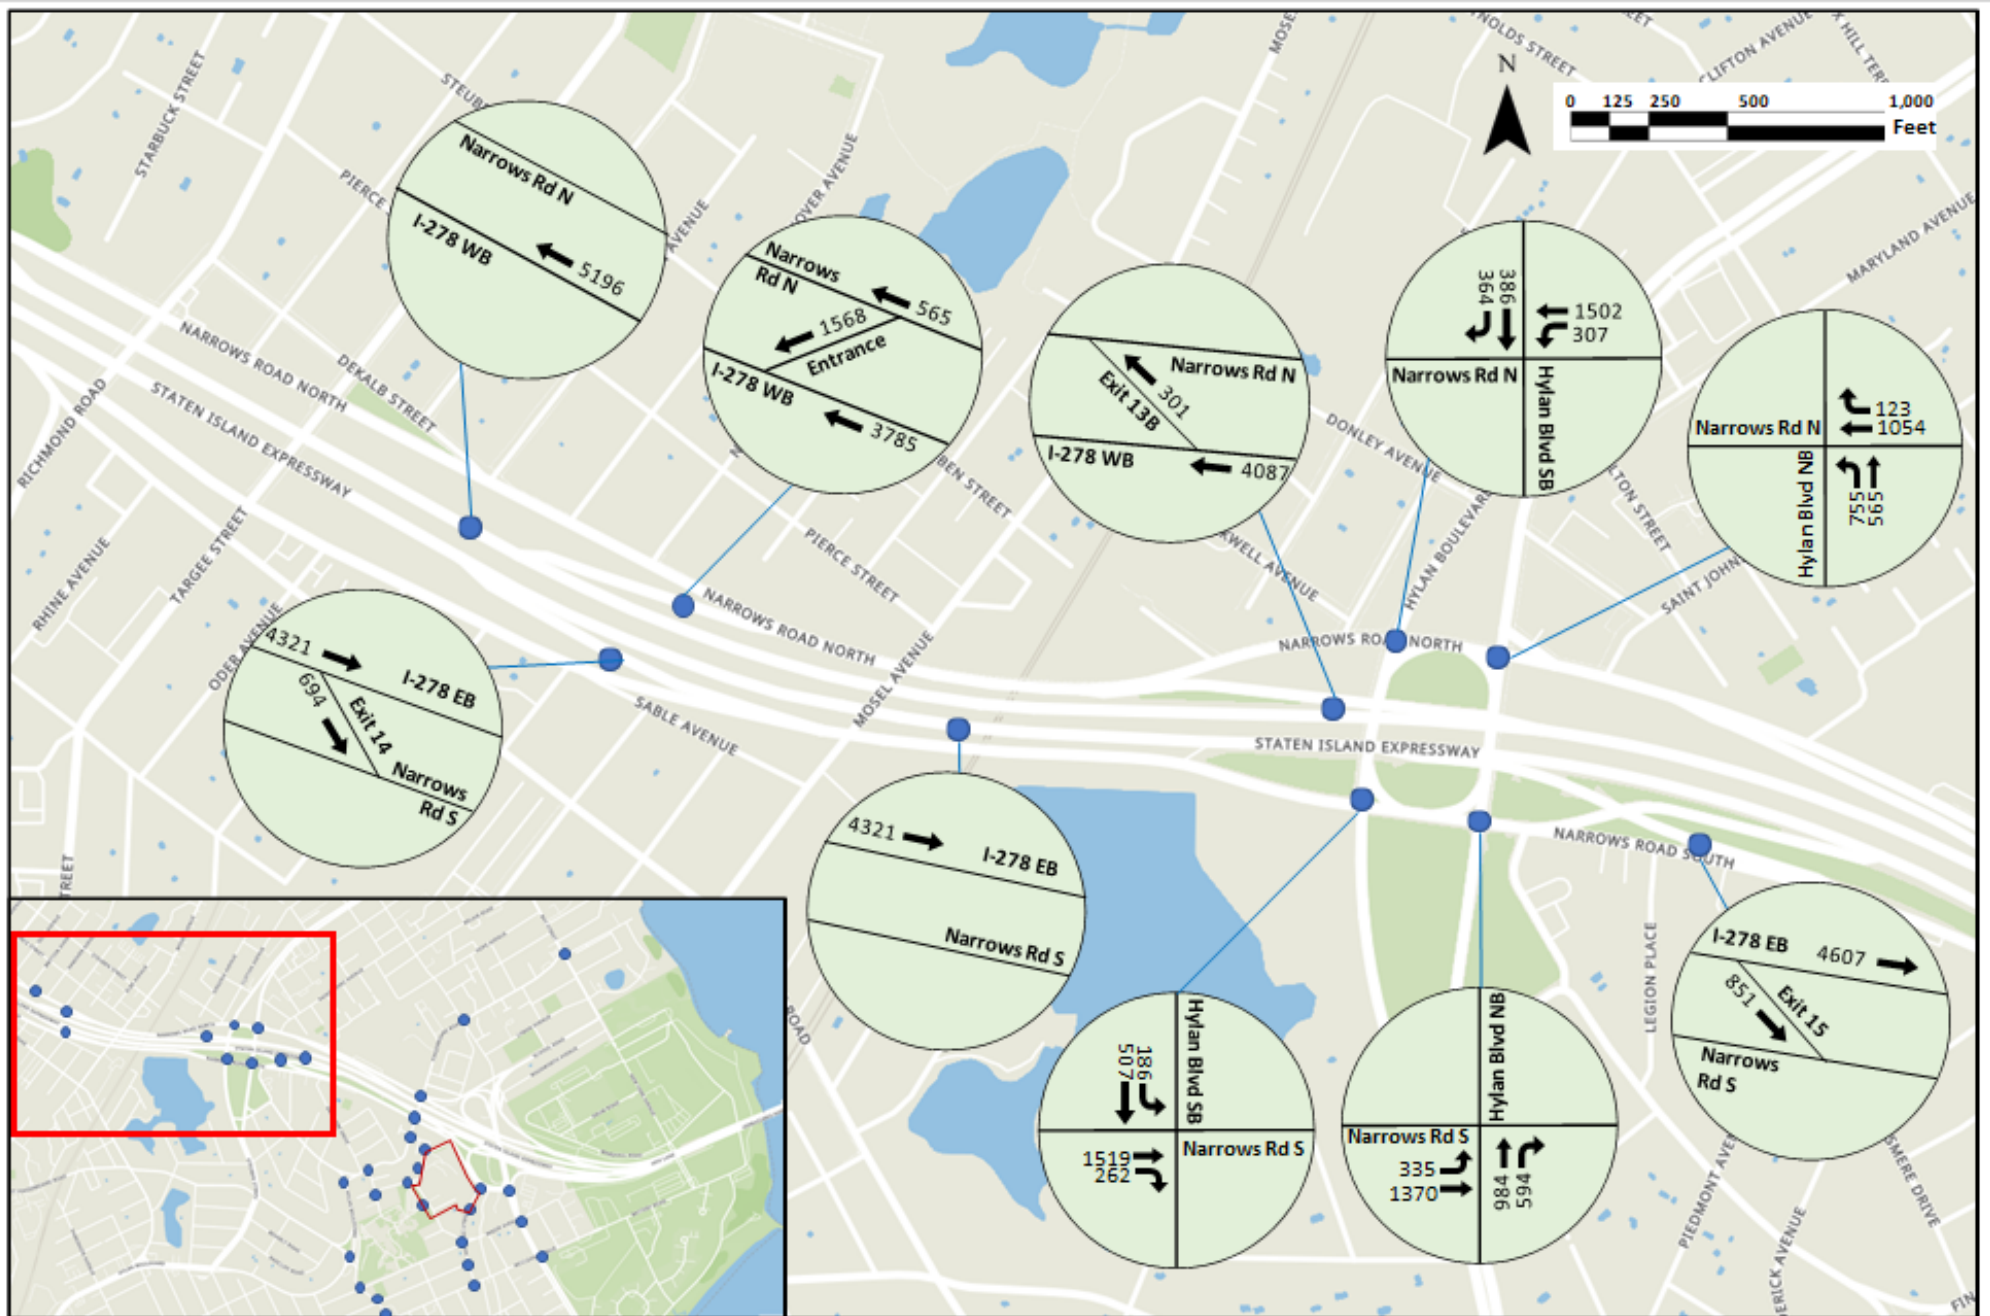 N
0 125 250 500 1,000
Feet
STARBUCK STREET
RICHMOND ROAD
NARROWS ROAD NORTH
DEKALB STREET
STATEN ISLAND EXPRESSWAY
RHINE AVENUE
TARGEE STREET
ODER AVENUE
CLIFTON AVENUE
MARYLAND AVENUE
DONLEY AVENUE
HYLAN BOULEVARD
PIERCE STREET
NARROWS ROAD NORTH
MOSEL AVENUE
SABLE AVENUE
NARROWS ROAD NORTH
STATEN ISLAND EXPRESSWAY
NARROWS ROAD SOUTH
LEGION PLACE
Narrows Rd N
I-278 WB
5196
Narrows
Rd N
565
1568
Entrance
I-278 WB
3785
Narrows Rd N
Exit 13B
301
I-278 WB
4087
364
386
1502
307
Narrows Rd N
Hylan Blvd SB
123
Narrows Rd N
1054
Hylan Blvd NB
755
565
4321
I-278 EB
694
Exit 14
Narrows
Rd S
4321
I-278 EB
Narrows Rd S
507
186
Hylan Blvd SB
Narrows Rd S
1519
262
Hylan Blvd NB
Narrows Rd S
335
1370
984
594
I-278 EB
4607
851
Exit 15
Narrows
Rd S